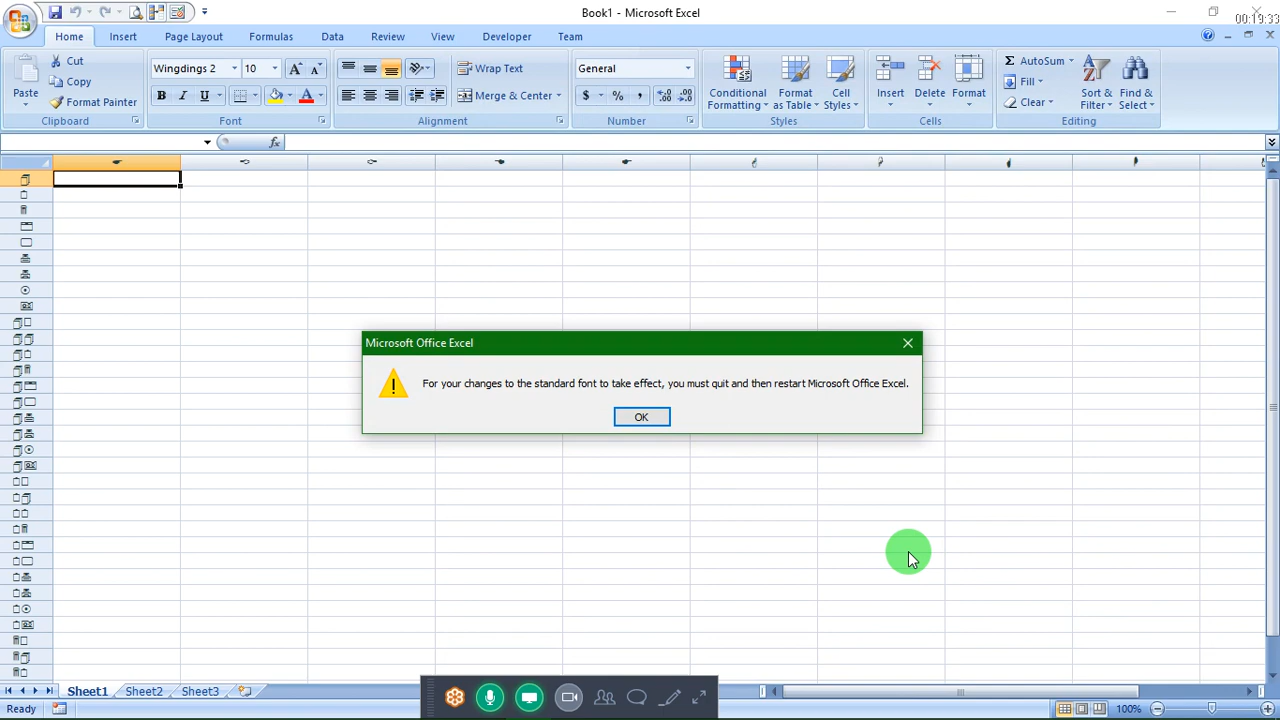 Book1 - Microsoft Excel
00:19:33
Home Insert Page Layout Formulas Data Review View Developer Team
Paste
Cut
Copy
Format Painter
Clipboard
Wingdings 2 10
B I U A
Font
Wrap Text
Merge & Center
Alignment
General
$ % ,
Number
Conditional Formatting
Format as Table
Cell Styles
Styles
Insert
Delete
Format
Cells
Σ AutoSum
Fill
Clear
Sort & Filter
Find & Select
Editing
fx
Microsoft Office Excel
For your changes to the standard font to take effect, you must quit and then restart Microsoft Office Excel.
OK
Sheet1 Sheet2 Sheet3
Ready
100%